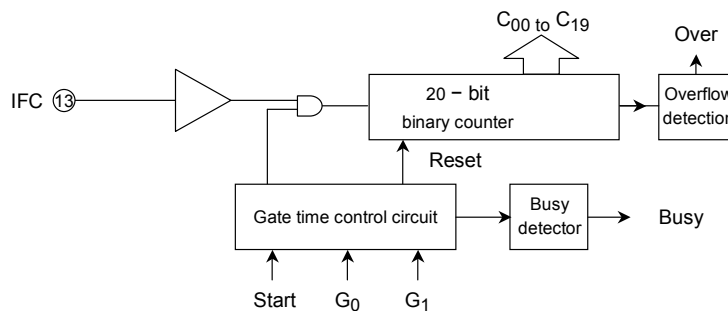 C00 to C19
Over
IFC 13
20 − bit
binary counter
Overflow
detection
Reset
Gate time control circuit
Busy
detector
Busy
Start G0 G1